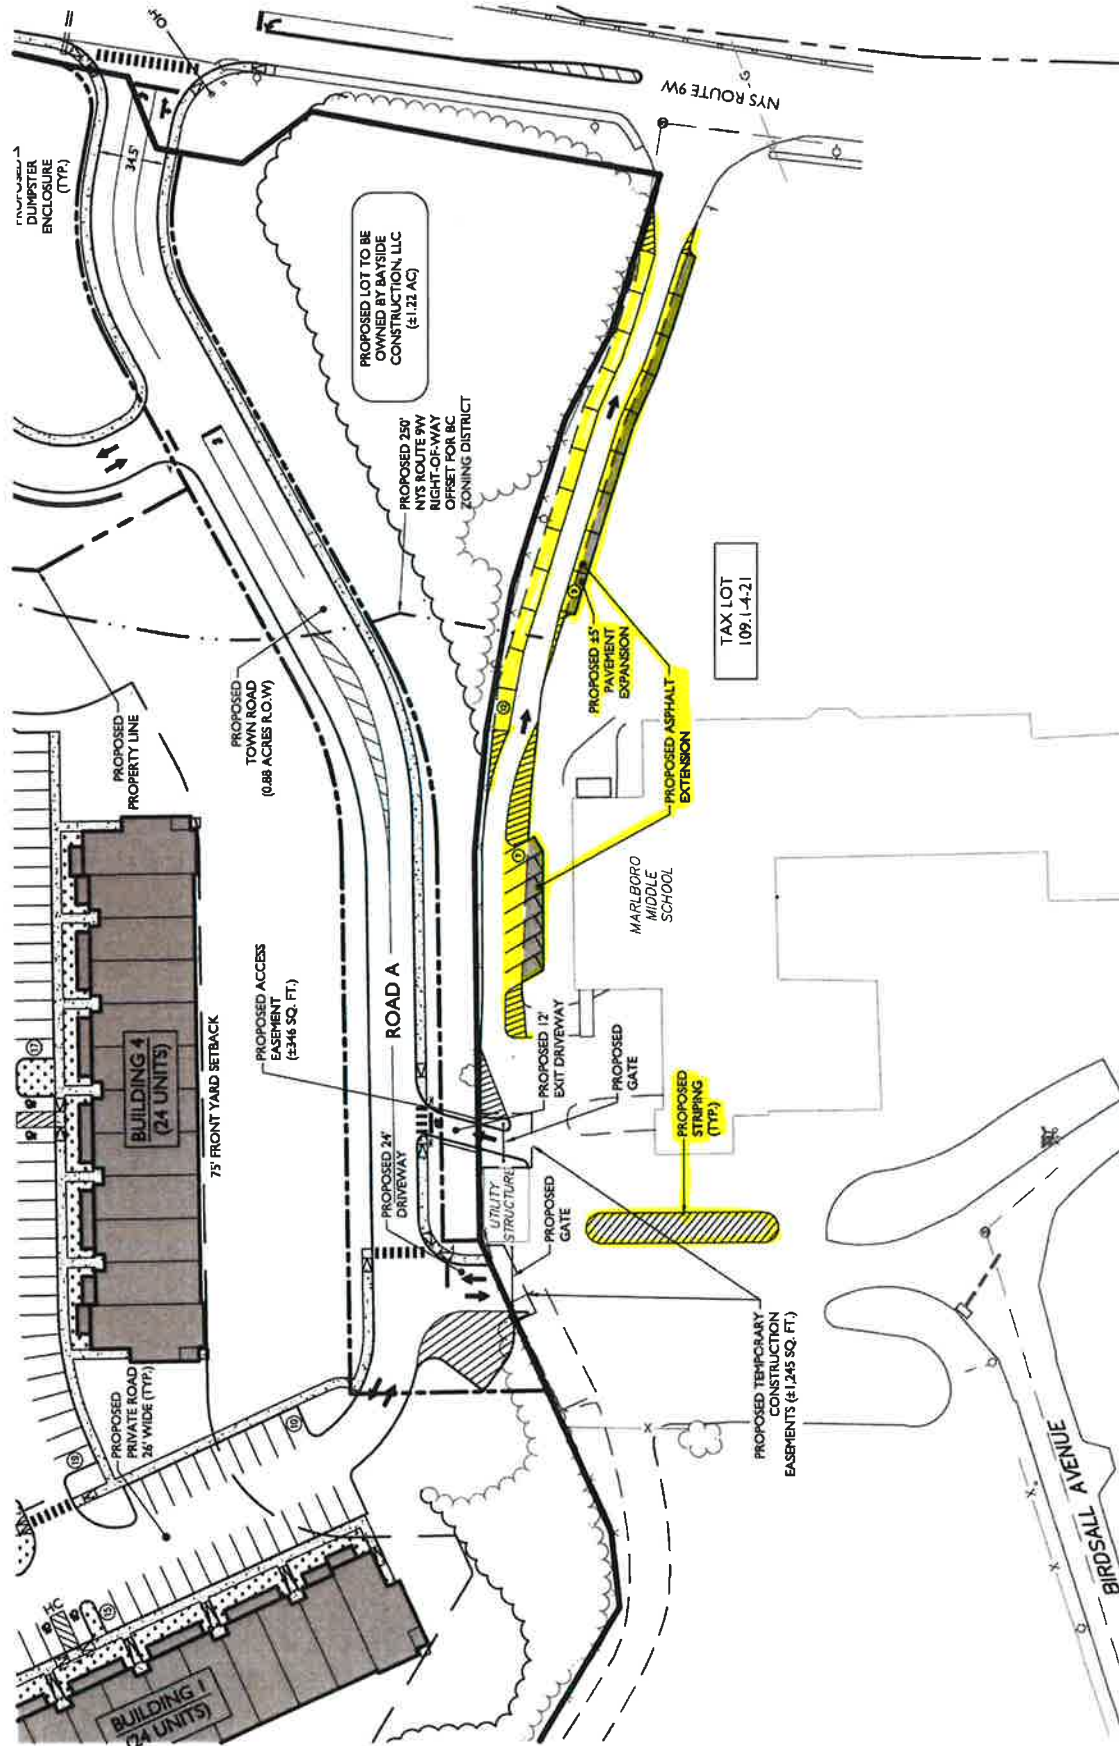 DUMPSTER
ENCLOSURE
(TYP.)
34.5'
NYS ROUTE 9W
G
PROPOSED LOT TO BE
OWNED BY BAYSIDE
CONSTRUCTION, LLC
(±1.22 AC)
PROPOSED 250'
NYS ROUTE 9W
RIGHT-OF-WAY
OFFSET FOR BC
ZONING DISTRICT
PROPOSED
PROPERTY LINE
PROPOSED
TOWN ROAD
(0.88 ACRES R.O.W)
PROPOSED ±5'
PAVEMENT
EXPANSION
PROPOSED ASPHALT
EXTENSION
TAX LOT
109.1-4-21
MARLBORO
MIDDLE
SCHOOL
17
BUILDING 4
(24 UNITS)
75' FRONT YARD SETBACK
PROPOSED ACCESS
EASEMENT
(±346 SQ. FT.)
ROAD A
PROPOSED 12'
EXIT DRIVEWAY
PROPOSED
GATE
PROPOSED
STRIPING
(TYP.)
PROPOSED 24'
DRIVEWAY
UTILITY
STRUCTURE
PROPOSED
GATE
PROPOSED TEMPORARY
CONSTRUCTION
EASEMENTS (±1,245 SQ. FT.)
PROPOSED
PRIVATE ROAD
26' WIDE (TYP.)
10
HC
15
BUILDING 1
(24 UNITS)
BIRDSALL AVENUE